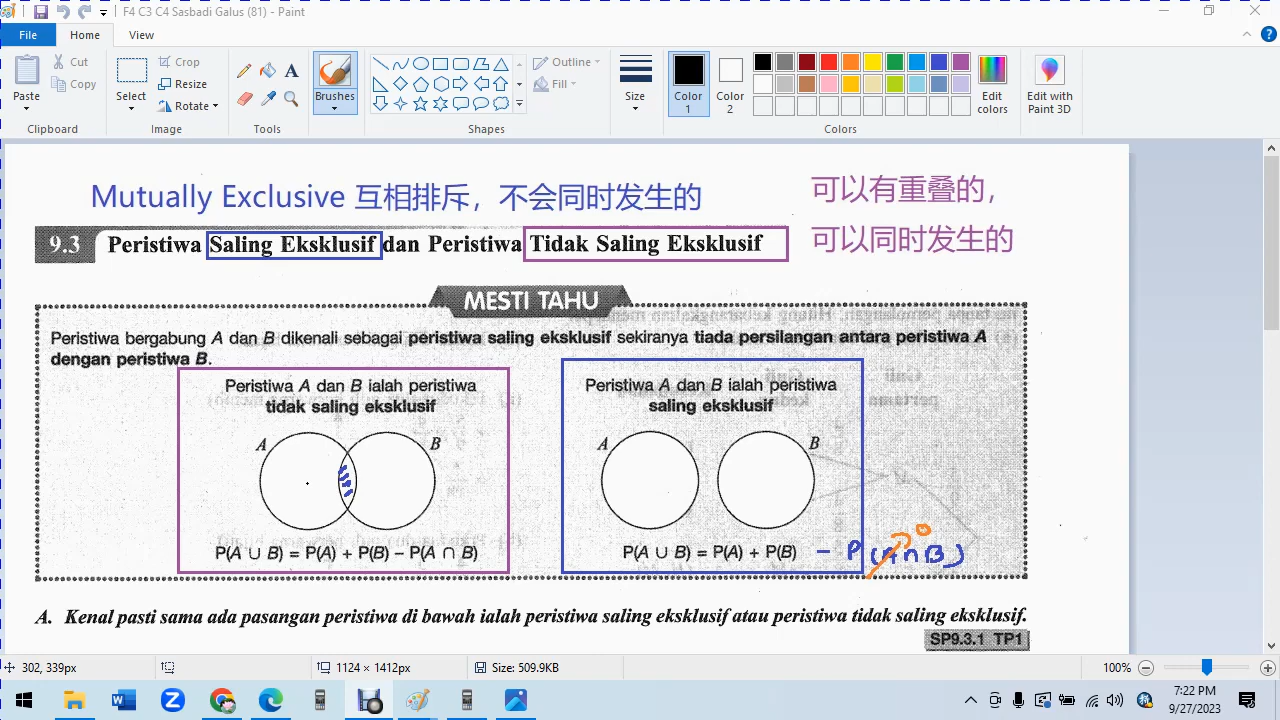 F4 C3 C4 Sasbadi Galus (81) - Paint
File Home View
Paste Cut Copy Select Crop Resize Rotate Brushes Outline Fill Size Color 1 Color 2 Edit colors Edit with Paint 3D
Clipboard Image Tools Shapes Colors
Mutually Exclusive 互相排斥，不会同时发生的
可以有重叠的，
可以同时发生的
9.3 Peristiwa Saling Eksklusif dan Peristiwa Tidak Saling Eksklusif
MESTI TAHU
Peristiwa bergabung A dan B dikenali sebagai peristiwa saling eksklusif sekiranya tiada persilangan antara peristiwa A
dengan peristiwa B.
Peristiwa A dan B ialah peristiwa
tidak saling eksklusif
A B
P(A ∪ B) = P(A) + P(B) – P(A ∩ B)
Peristiwa A dan B ialah peristiwa
saling eksklusif
A B
P(A ∪ B) = P(A) + P(B) - P(A∩B) 0
A. Kenal pasti sama ada pasangan peristiwa di bawah ialah peristiwa saling eksklusif atau peristiwa tidak saling eksklusif.
SP9.3.1 TP1
302, 339px 1124 × 1412px Size: 509.9KB 100%
7:22 PM
9/27/2023